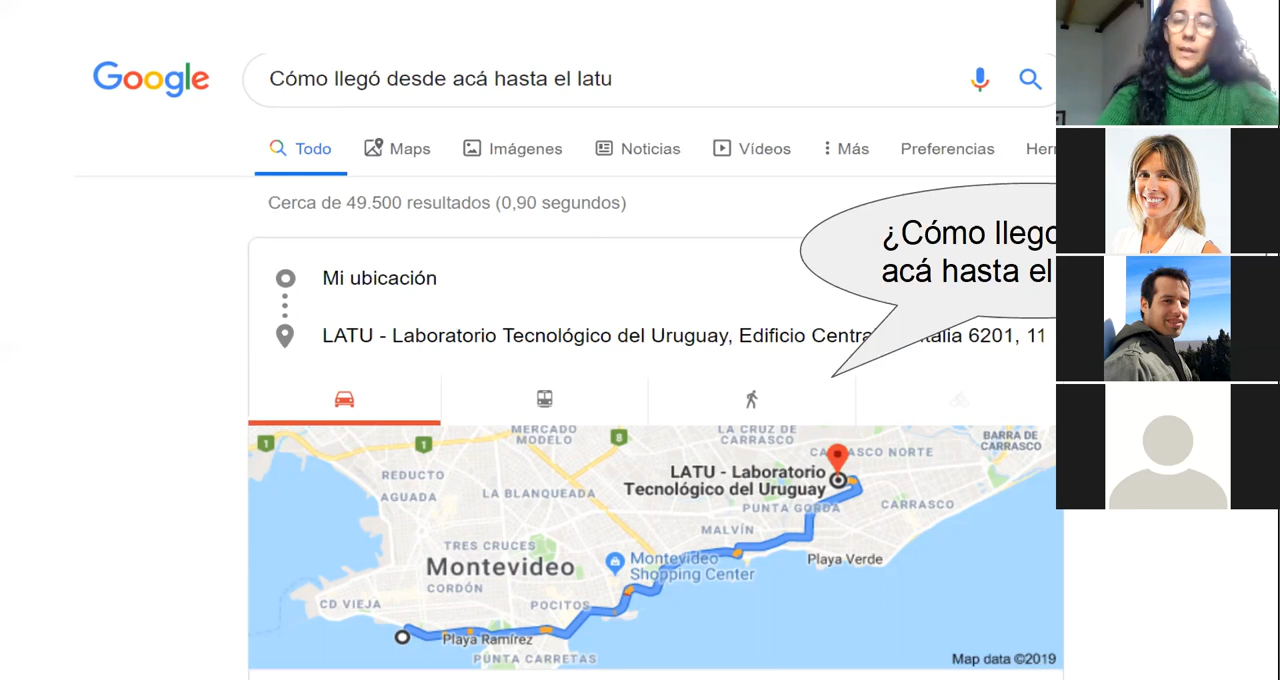 Google
Cómo llegó desde acá hasta el latu
Todo
Maps
Imágenes
Noticias
Vídeos
Más
Preferencias
Cerca de 49.500 resultados (0,90 segundos)
¿Cómo llego
acá hasta el
Mi ubicación
LATU - Laboratorio Tecnológico del Uruguay, Edificio Centra
6201, 11
MERCADO
MODELO
LA CRUZ DE
CARRASCO
CARRASCO NORTE
BARRA DE
CARRASCO
1
1
8
REDUCTO
LATU - Laboratorio
Tecnológico del Uruguay
AGUADA
LA BLANQUEADA
PUNTA GORDA
CARRASCO
MALVÍN
TRES CRUCES
Montevideo
Montevideo
Shopping Center
Playa Verde
CORDÓN
CD VIEJA
POCITOS
Playa Ramírez
PUNTA CARRETAS
Map data ©2019